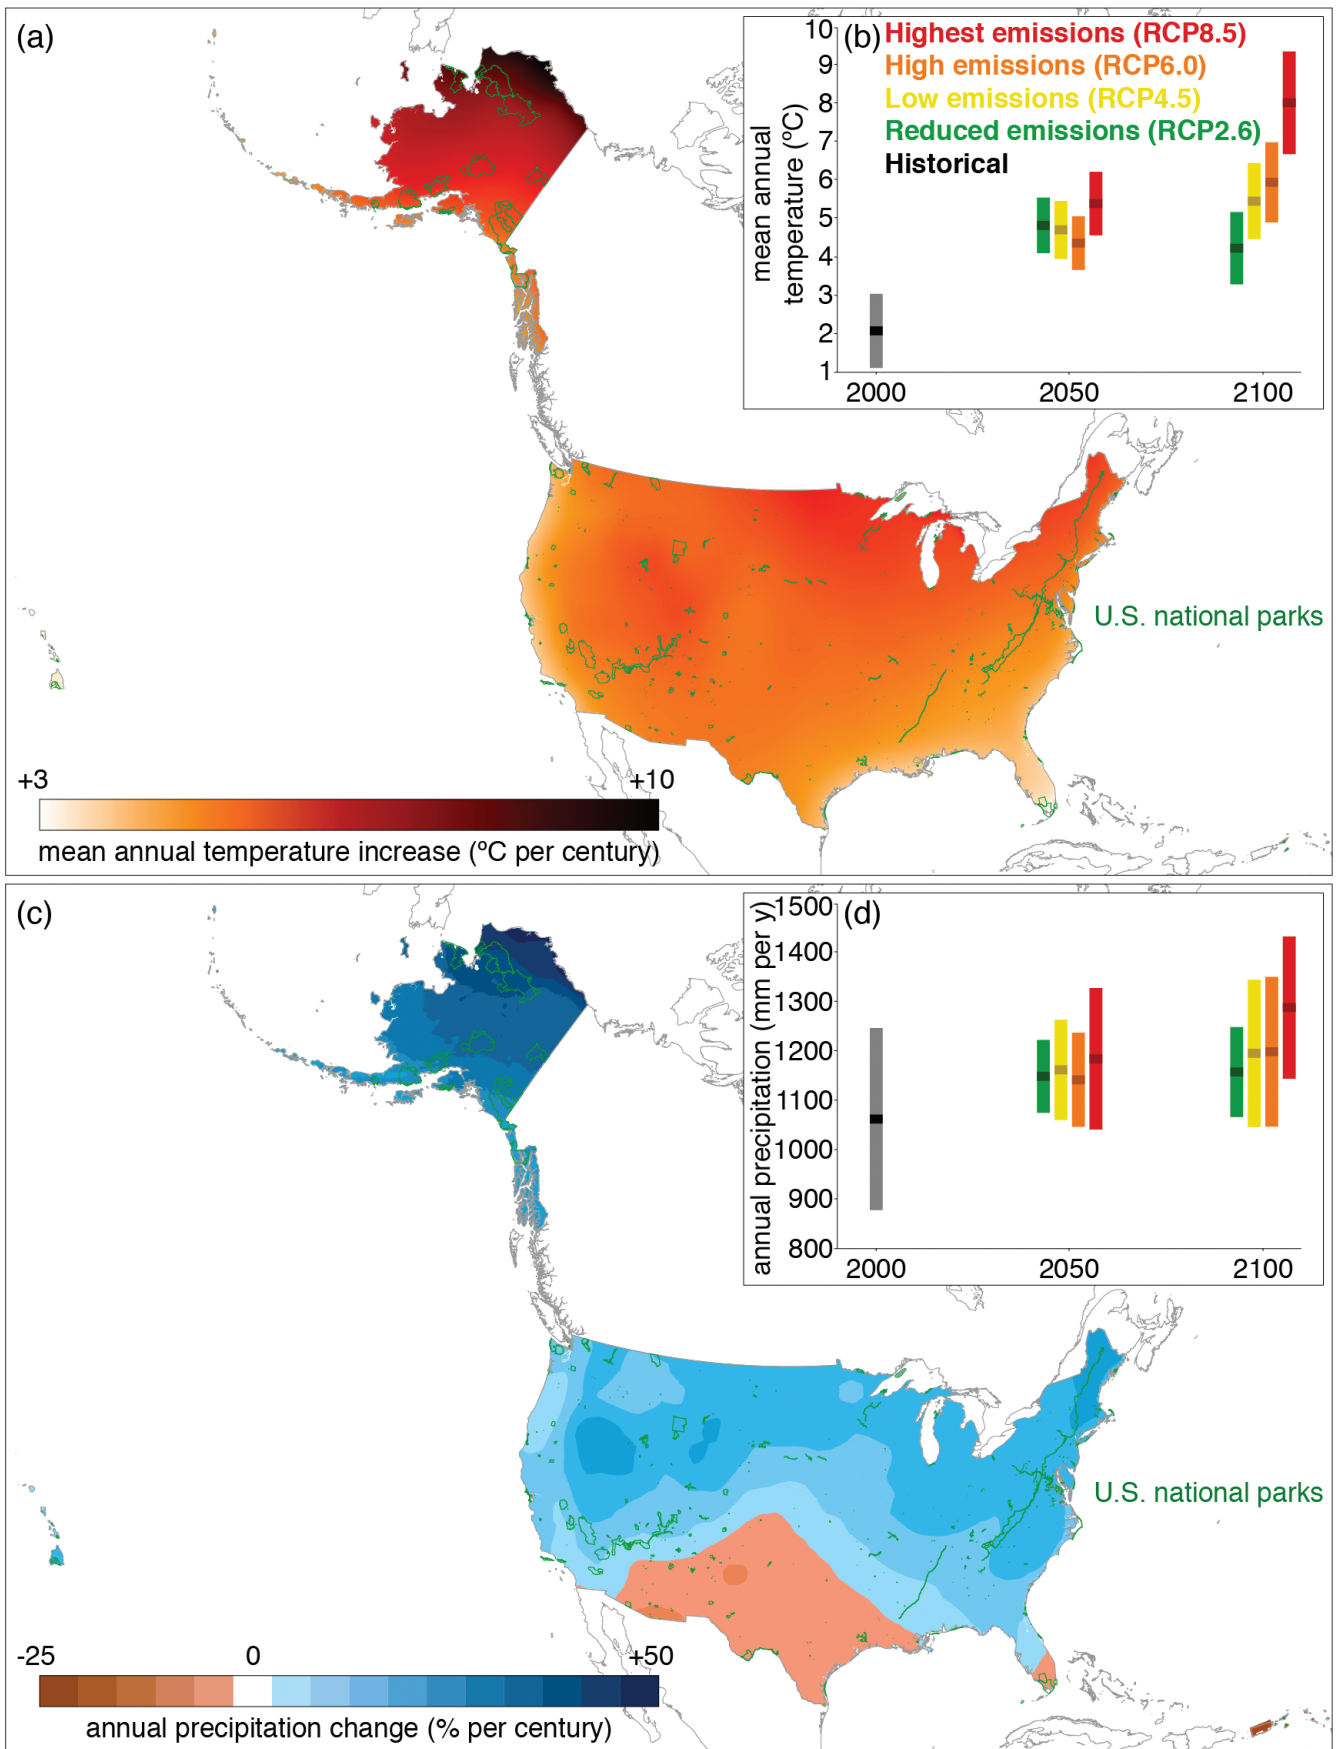 (a)
(b)
Highest emissions (RCP8.5)
High emissions (RCP6.0)
Low emissions (RCP4.5)
Reduced emissions (RCP2.6)
Historical
mean annual
temperature (ºC)
10
9
8
7
6
5
4
3
2
1
2000 2050 2100
U.S. national parks
+3 +10
mean annual temperature increase (ºC per century)
(c)
(d)
annual precipitation (mm per y)
1500
1400
1300
1200
1100
1000
900
800
2000 2050 2100
U.S. national parks
-25 0 +50
annual precipitation change (% per century)